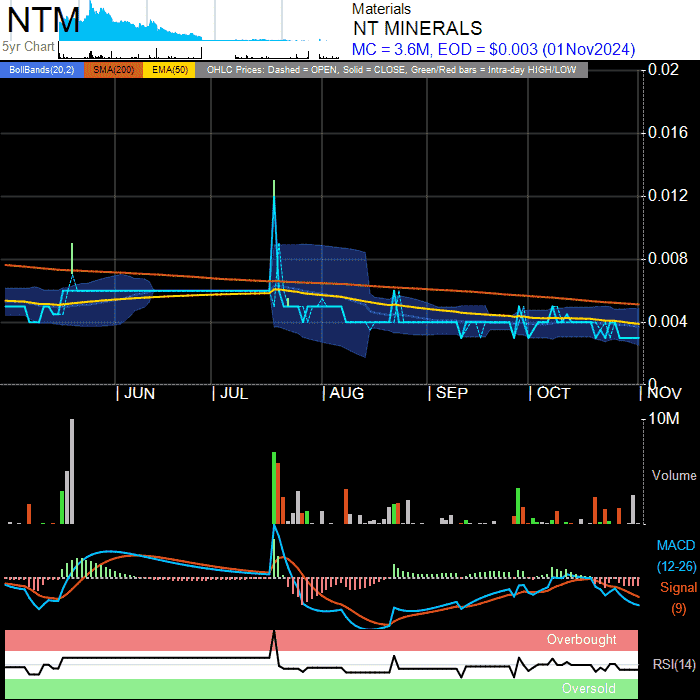 NTM
5yr Chart
Materials
NT MINERALS
MC = 3.6M, EOD = $0.003 (01Nov2024)
BollBands(20,2) SMA(200) EMA(50) OHLC Prices: Dashed = OPEN, Solid = CLOSE, Green/Red bars = Intra-day HIGH/LOW
0.02
0.016
0.012
0.008
0.004
0
JUN JUL AUG SEP OCT NOV
10M
Volume
MACD
(12-26)
Signal
(9)
Overbought
RSI(14)
Oversold